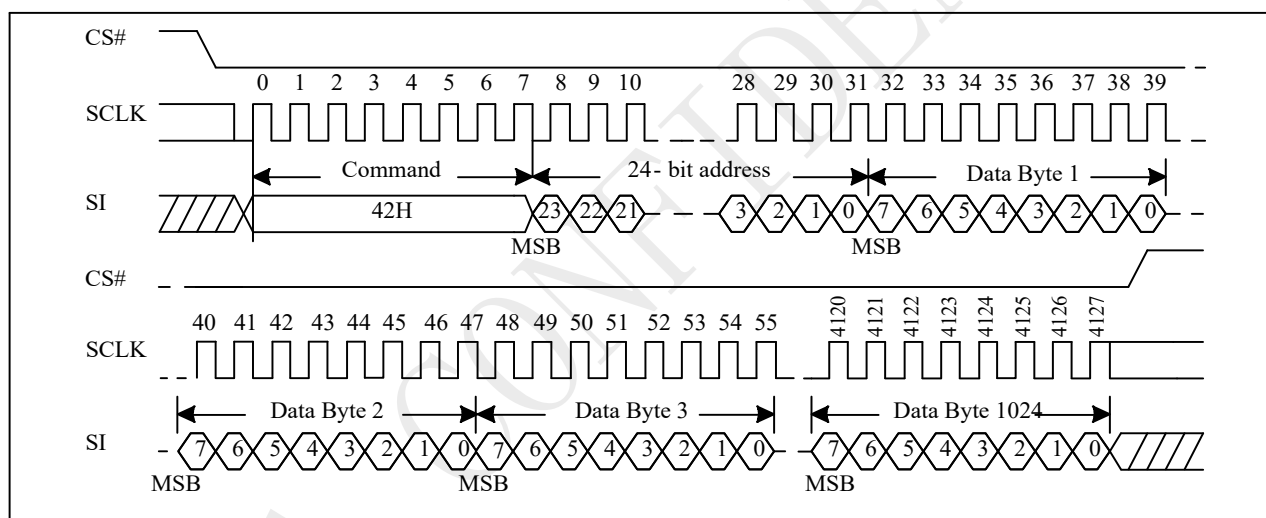 CS#
0 1 2 3 4 5 6 7 8 9 10 28 29 30 31 32 33 34 35 36 37 38 39
SCLK
Command 24- bit address Data Byte 1
SI 42H 23 22 21 3 2 1 0 7 6 5 4 3 2 1 0
MSB MSB
CS#
40 41 42 43 44 45 46 47 48 49 50 51 52 53 54 55 4120 4121 4122 4123 4124 4125 4126 4127
SCLK
Data Byte 2 Data Byte 3 Data Byte 1024
SI 7 6 5 4 3 2 1 0 7 6 5 4 3 2 1 0 7 6 5 4 3 2 1 0
MSB MSB MSB